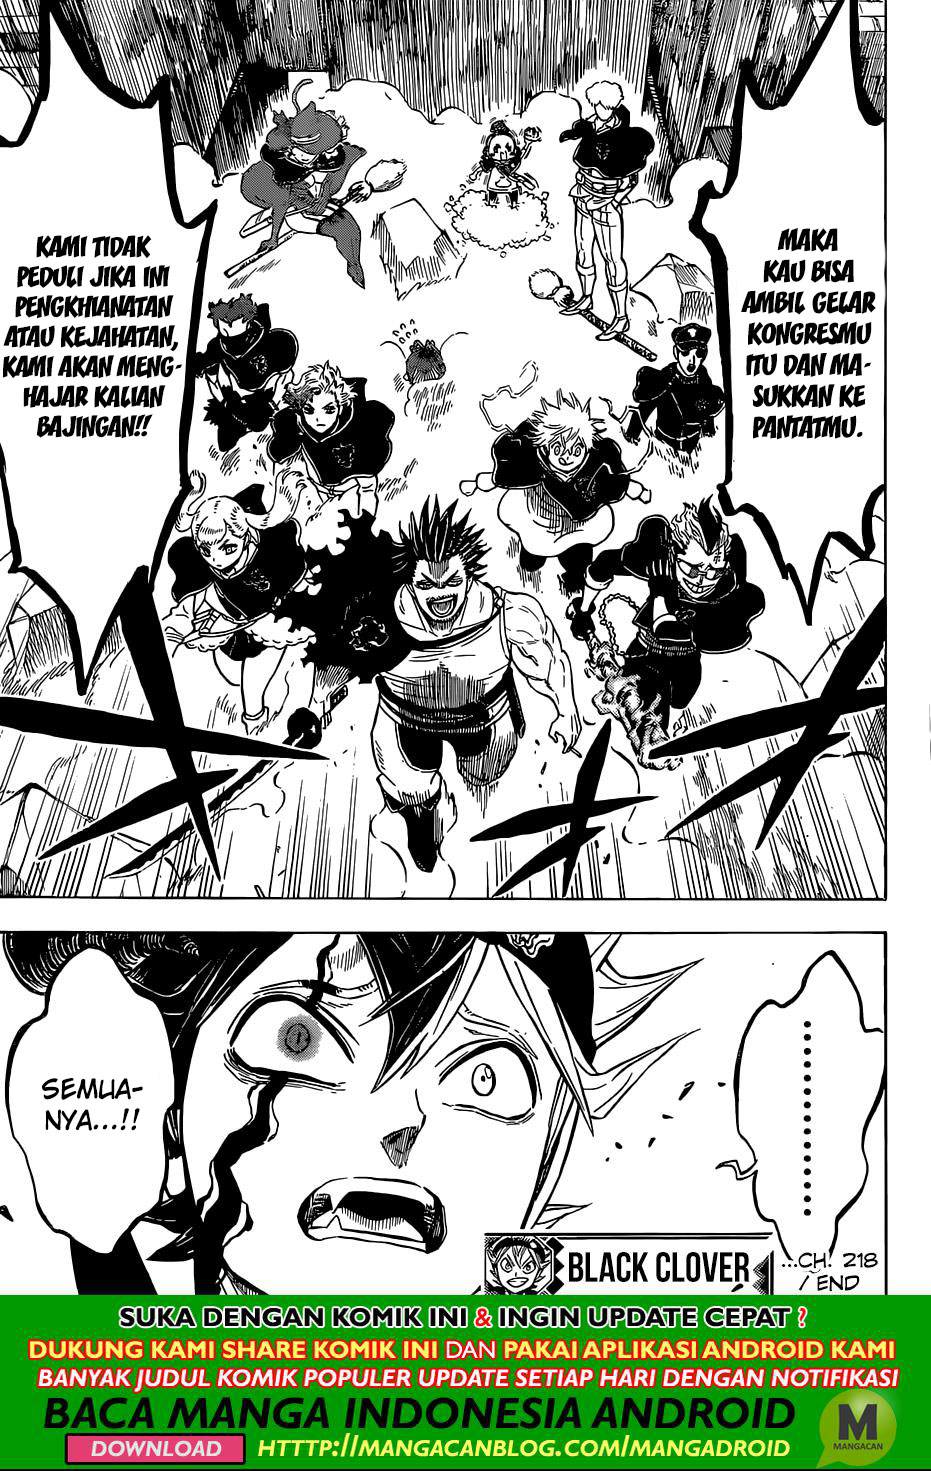 MAKA
KAU BISA
AMBIL GELAR
KONGRESMU
ITU DAN MA-
SUKKAN KE
PANTATMU.
KAMI TIDAK
PEDULI JIKA INI
PENGKHIANATAN
ATAU KEJAHATAN,
KAMI AKAN MENG-
HAJAR KALIAN
BAJINGAN!!
..........
SEMUA-
NYA...!!
BLACK CLOVER
...CH. 218
/ END
SUKA DENGAN KOMIK INI & INGIN UPDATE CEPAT ?
DUKUNG KAMI SHARE KOMIK INI DAN PAKAI APLIKASI ANDROID KAMI
BANYAK JUDUL KOMIK POPULER UPDATE SETIAP HARI DENGAN NOTIFIKASI
BACA MANGA INDONESIA ANDROID
DOWNLOAD HTTTP://MANGACANBLOG.COM/MANGADROID
M
MANGACAN